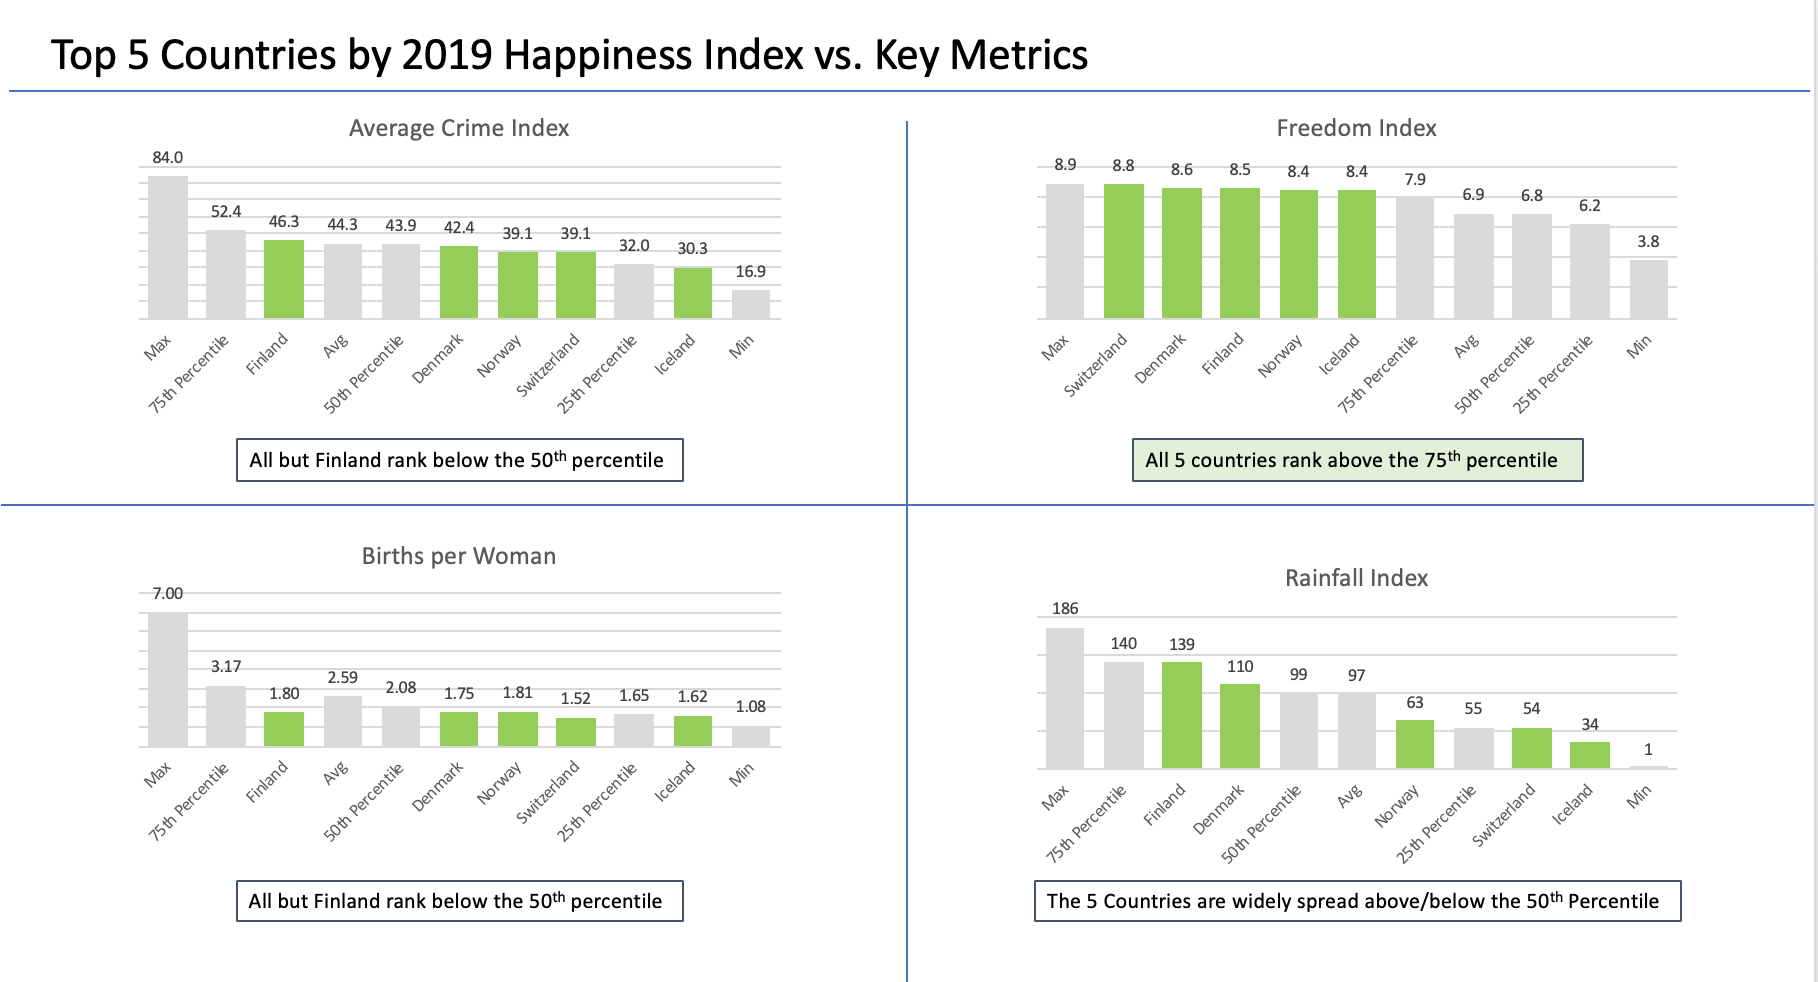 Top 5 Countries by 2019 Happiness Index vs. Key Metrics
Average Crime Index
84.0
52.4
46.3
44.3
43.9
42.4
39.1
39.1
32.0
30.3
16.9
Max
75th Percentile
Finland
Avg
50th Percentile
Denmark
Norway
Switzerland
25th Percentile
Iceland
Min
All but Finland rank below the 50th percentile
Freedom Index
8.9
8.8
8.6
8.5
8.4
8.4
7.9
6.9
6.8
6.2
3.8
Max
Switzerland
Denmark
Finland
Norway
Iceland
75th Percentile
Avg
50th Percentile
25th Percentile
Min
All 5 countries rank above the 75th percentile
Births per Woman
7.00
3.17
1.80
2.59
2.08
1.75
1.81
1.52
1.65
1.62
1.08
Max
75th Percentile
Finland
Avg
50th Percentile
Denmark
Norway
Switzerland
25th Percentile
Iceland
Min
All but Finland rank below the 50th percentile
Rainfall Index
186
140
139
110
99
97
63
55
54
34
1
Max
75th Percentile
Finland
Denmark
50th Percentile
Avg
Norway
25th Percentile
Switzerland
Iceland
Min
The 5 Countries are widely spread above/below the 50th Percentile